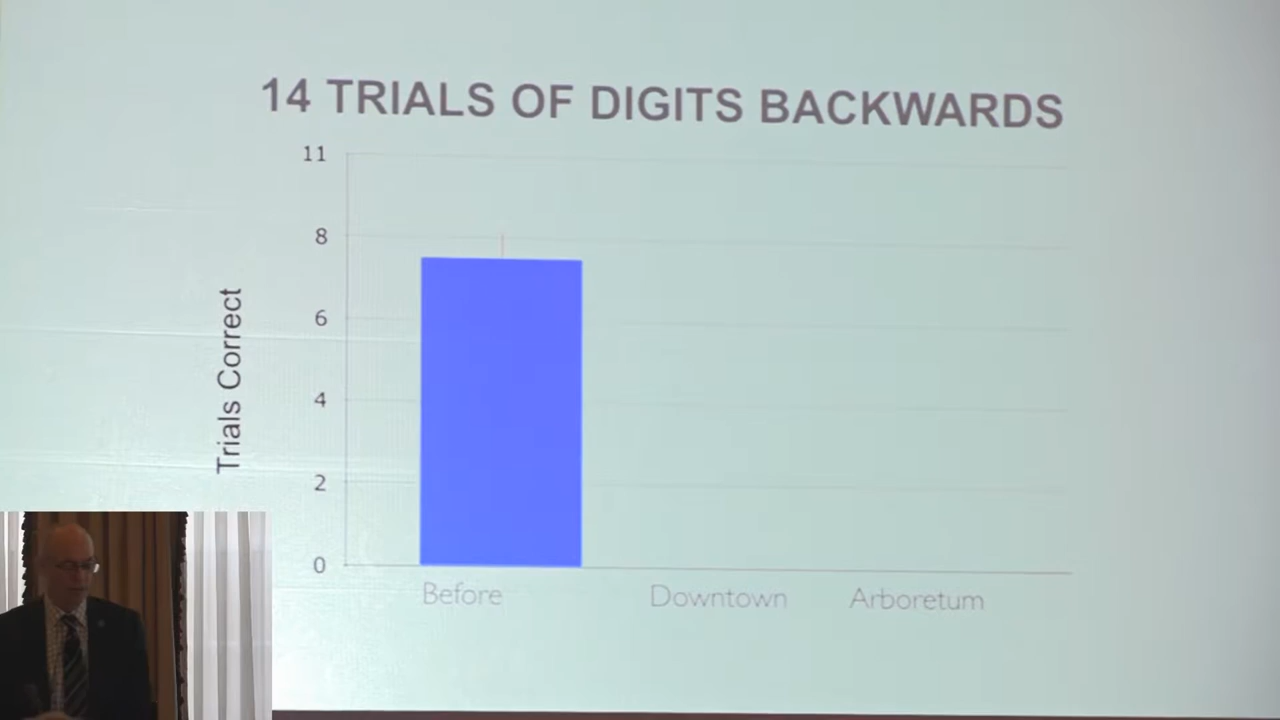 14 TRIALS OF DIGITS BACKWARDS
11
8
6
4
2
0
Trials Correct
Before
Downtown
Arboretum